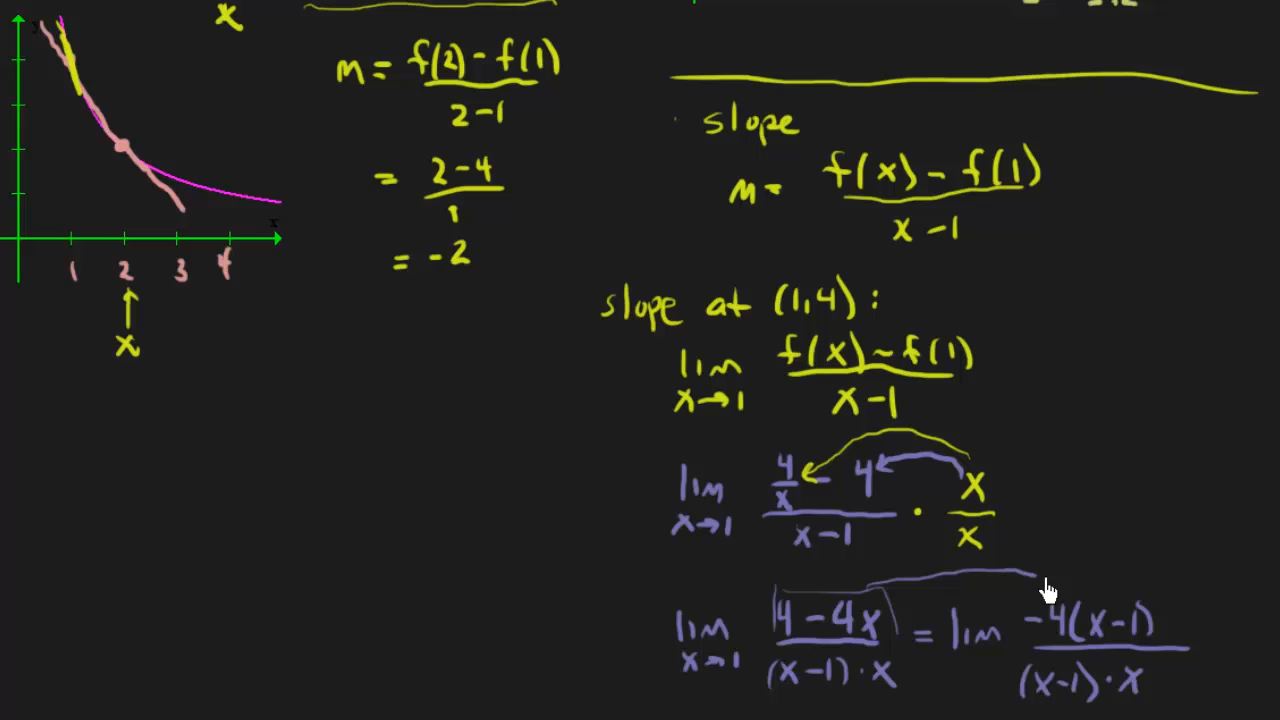 y
x
x
1 2 3 4
x
m = f(2) - f(1)
2 - 1
= 2 - 4
1
= -2
slope
m = f(x) - f(1)
x - 1
slope at (1,4) :
lim f(x) - f(1)
x→1 x - 1
lim 4/x - 4 · x
x→1 x - 1 x
lim 4 - 4x = lim -4(x-1)
x→1 (x-1)·x (x-1)·x